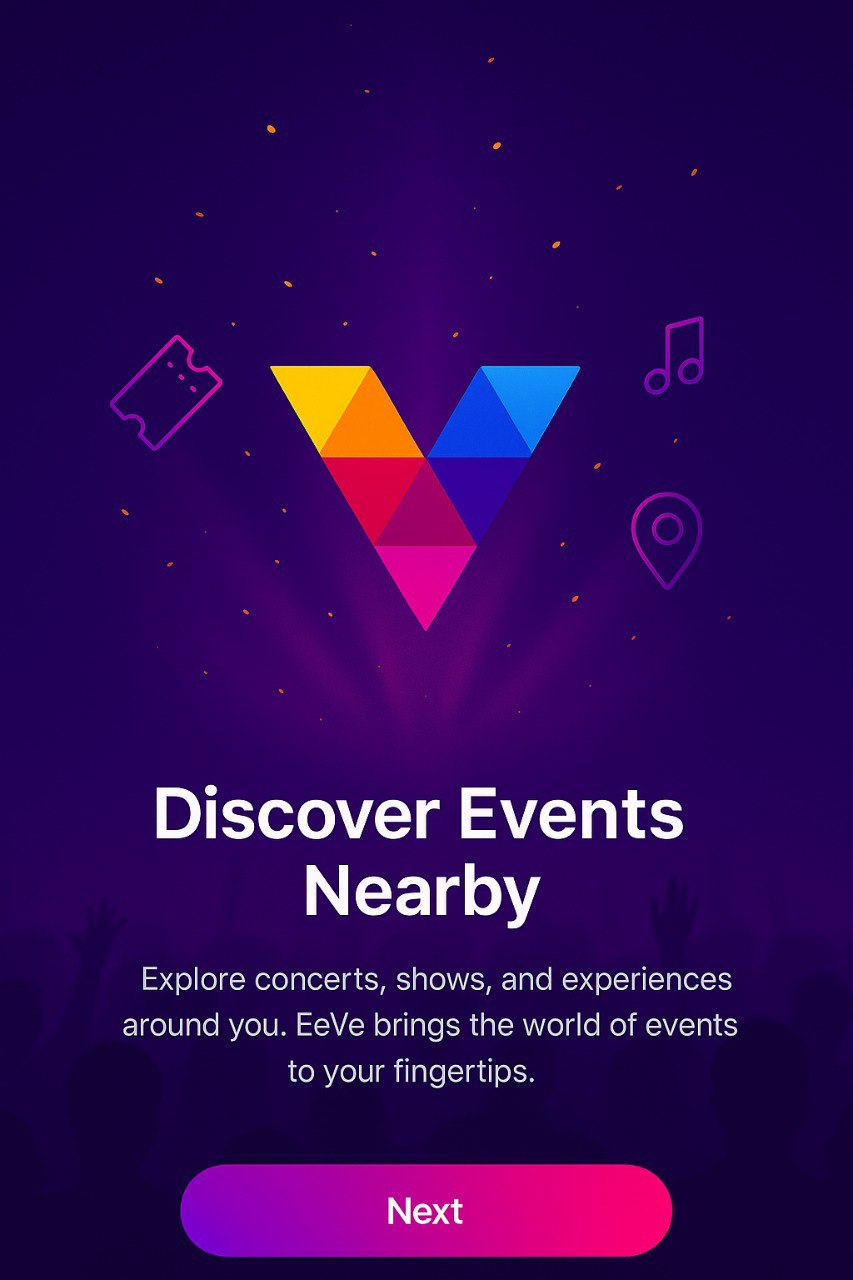 Discover Events
Nearby
Explore concerts, shows, and experiences
around you. EeVe brings the world of events
to your fingertips.
Next